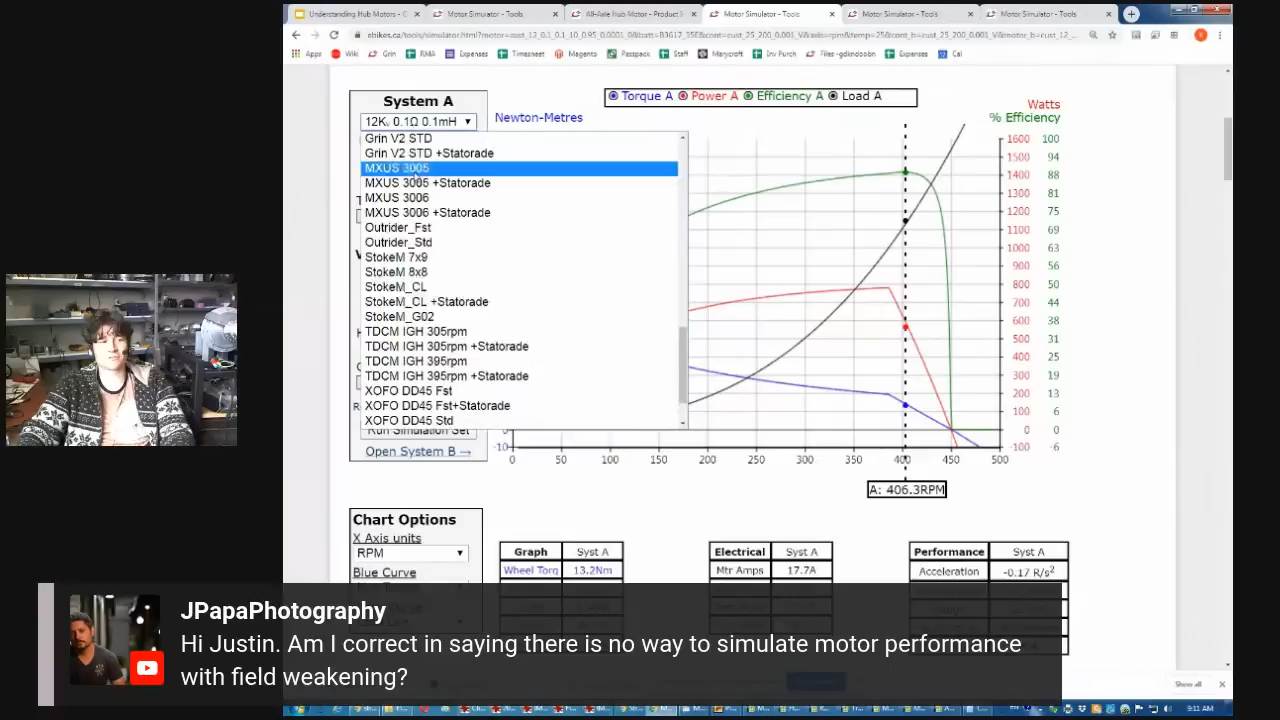 Understanding Hub Motors - G
Motor Simulator - Tools
All-Axle Hub Motor - Product I
Motor Simulator - Tools
Motor Simulator - Tools
Motor Simulator - Tools
Apps Wiki Grin RMA Expenses Timesheet Magento Passpack Staff Marycroft Inv Purch Files -gdkindoobn Expenses Cal
System A
12K, 0.1Ω 0.1mH
Grin V2 STD
Grin V2 STD +Statorade
MXUS 3005
MXUS 3005 +Statorade
MXUS 3006
MXUS 3006 +Statorade
Outrider_Fst
Outrider_Std
StokeM 7x9
StokeM 8x8
StokeM_CL
StokeM_CL +Statorade
StokeM_G02
TDCM IGH 305rpm
TDCM IGH 305rpm +Statorade
TDCM IGH 395rpm
TDCM IGH 395rpm +Statorade
XOFO DD45 Fst
XOFO DD45 Fst+Statorade
XOFO DD45 Std
Run Simulation Set
Open System B →
Torque A Power A Efficiency A Load A
Newton-Metres
Watts
% Efficiency
1600 100
1500 94
1400 88
1300 81
1200 75
1100 69
1000 63
900 56
800 50
700 44
600 38
500 31
400 25
300 19
200 13
100 6
0 0 0
-10 -100 -6
0 50 100 150 200 250 300 350 400 450 500
A: 406.3RPM
Chart Options
X Axis units
RPM
Blue Curve
Graph Syst A
Wheel Torq 13.2Nm
Electrical Syst A
Mtr Amps 17.7A
Performance Syst A
Acceleration -0.17 R/s²
JPapaPhotography
Hi Justin. Am I correct in saying there is no way to simulate motor performance
with field weakening?
Show all
9:11 AM